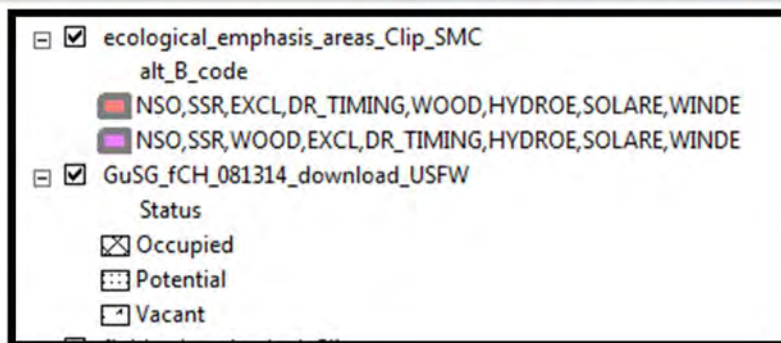 ecological_emphasis_areas_Clip_SMC
alt_B_code
NSO,SSR,EXCL,DR_TIMING,WOOD,HYDROE,SOLARE,WINDE
NSO,SSR,WOOD,EXCL,DR_TIMING,HYDROE,SOLARE,WINDE
GuSG_fCH_081314_download_USFW
Status
Occupied
Potential
Vacant